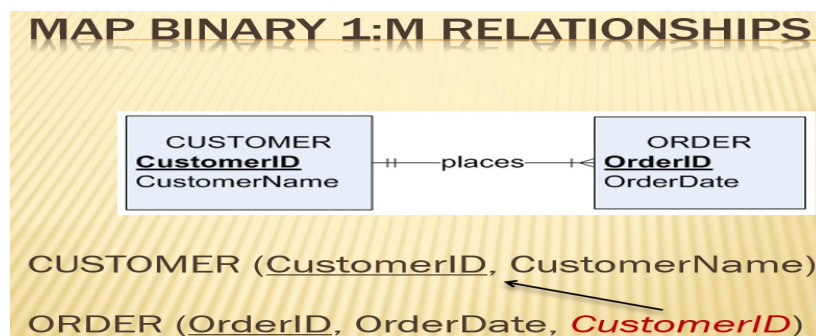 MAP BINARY 1:M RELATIONSHIPS
CUSTOMER
CustomerID
CustomerName
places
ORDER
OrderID
OrderDate
CUSTOMER (CustomerID, CustomerName)
ORDER (OrderID, OrderDate, CustomerID)